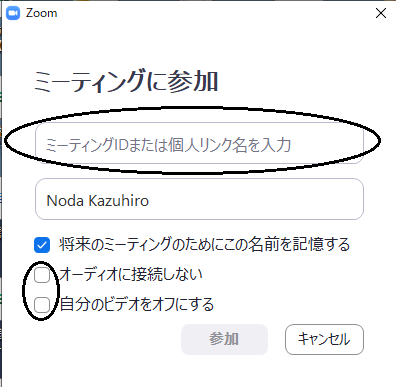 Zoom
ミーティングに参加
ミーティングIDまたは個人リンク名を入力
Noda Kazuhiro
将来のミーティングのためにこの名前を記憶する
オーディオに接続しない
自分のビデオをオフにする
参加 キャンセル